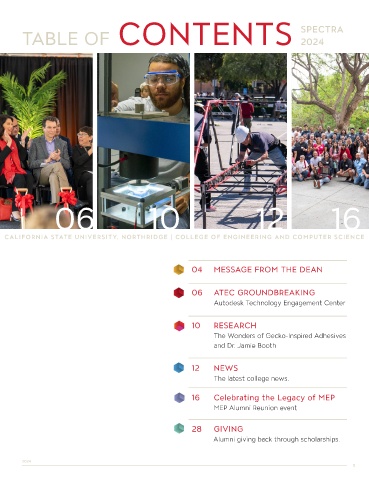 TABLE OF CONTENTS SPECTRA
2024
06 10 12 16
CALIFORNIA STATE UNIVERSITY, NORTHRIDGE | COLLEGE OF ENGINEERING AND COMPUTER SCIENCE
04 MESSAGE FROM THE DEAN
06 ATEC GROUNDBREAKING
Autodesk Technology Engagement Center
10 RESEARCH
The Wonders of Gecko-Inspired Adhesives
and Dr. Jamie Booth
12 NEWS
The latest college news.
16 Celebrating the Legacy of MEP
MEP Alumni Reunion event
28 GIVING
Alumni giving back through scholarships.